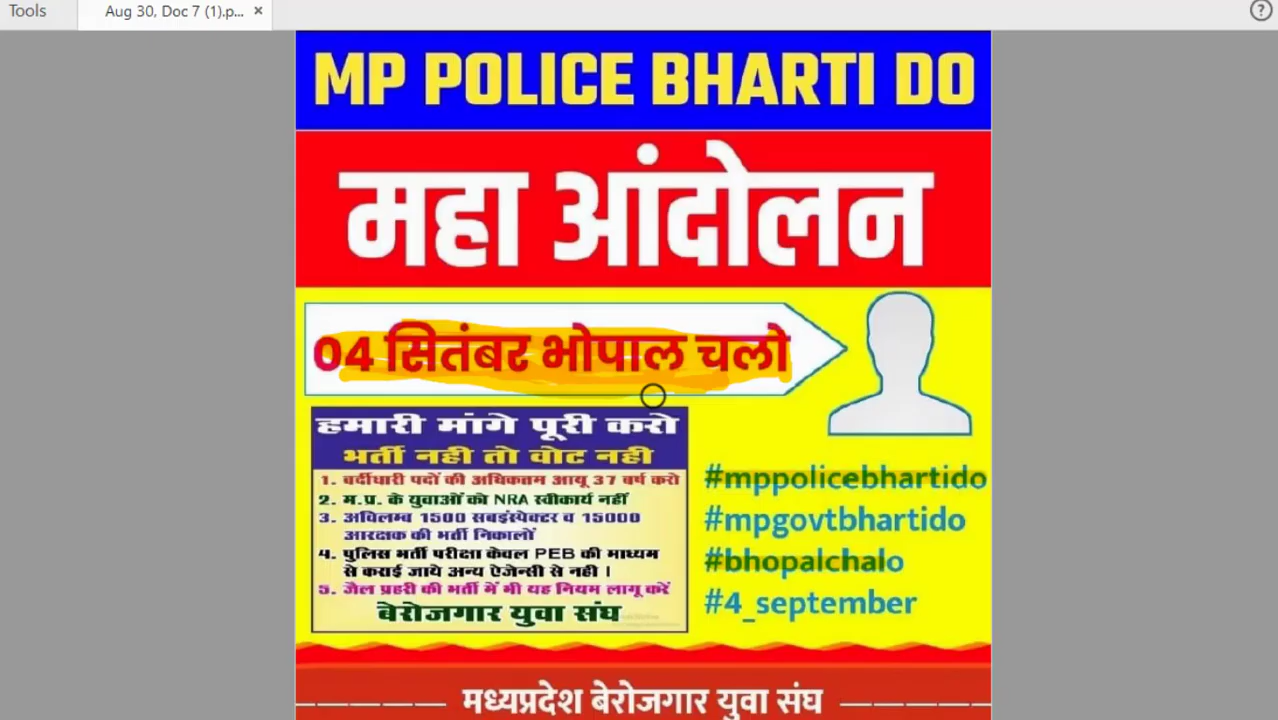 Tools
Aug 30, Doc 7 (1).p... ×
?
MP POLICE BHARTI DO
महा आंदोलन
04 सितंबर भोपाल चलो
हमारी मांगे पूरी करो
भर्ती नही तो वोट नही
1. वर्दीधारी पदों की अधिकतम आयू 37 वर्ष करो
2. म.प्र. के युवाओं को NRA स्वीकार्य नहीं
3. अविलम्ब 1500 सबइंस्पेक्टर व 15000
आरक्षक की भर्ती निकालों
4. पुलिस भर्ती परीक्षा केवल PEB की माध्यम
से कराई जाये अन्य ऐजेन्सी से नही ।
5. जैल प्रहरी की भर्ती में भी यह नियम लागू करें
बेरोजगार युवा संघ
#mppolicebhartido
#mpgovtbhartido
#bhopalchalo
#4_september
मध्यप्रदेश बेरोजगार युवा संघ